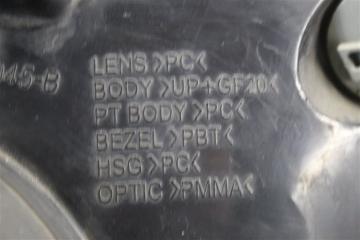 LENS >PC<
BODY >UP+GF20<
PT BODY >PC<
BEZEL >PBT<
HSG >PC<
OPTIC >PMMA<